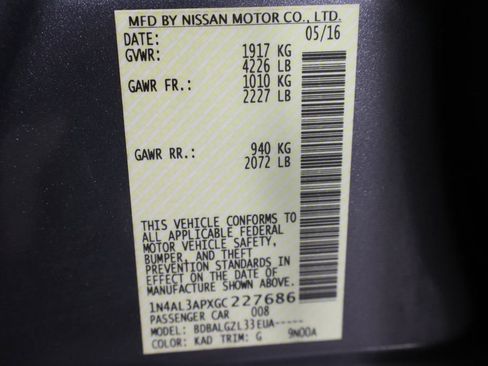 MFD BY NISSAN MOTOR CO., LTD.
DATE: 05/16
GVWR: 1917 KG
4226 LB
GAWR FR.: 1010 KG
2227 LB
GAWR RR.: 940 KG
2072 LB
THIS VEHICLE CONFORMS TO
ALL APPLICABLE FEDERAL
MOTOR VEHICLE SAFETY,
BUMPER, AND THEFT
PREVENTION STANDARDS IN
EFFECT ON THE DATE OF
MANUFACTURE SHOWN ABOVE.
1N4AL3APXGC227686
PASSENGER CAR 008
MODEL: BDBALGZL33EUA-----
COLOR: KAD TRIM: G 9N00A